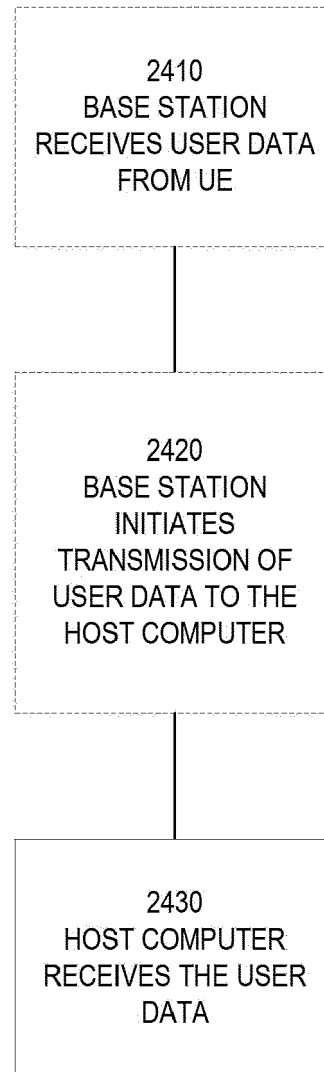 2410
BASE STATION
RECEIVES USER DATA
FROM UE
2420
BASE STATION
INITIATES
TRANSMISSION OF
USER DATA TO THE
HOST COMPUTER
2430
HOST COMPUTER
RECEIVES THE USER
DATA